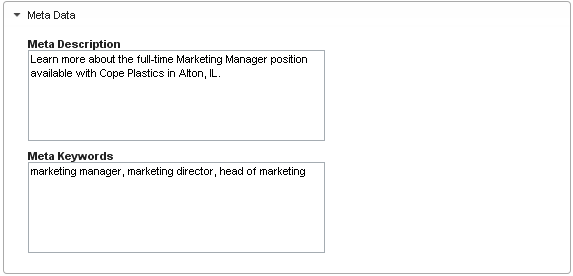 Meta Data
Meta Description
Learn more about the full-time Marketing Manager position
available with Cope Plastics in Alton, IL.
Meta Keywords
marketing manager, marketing director, head of marketing